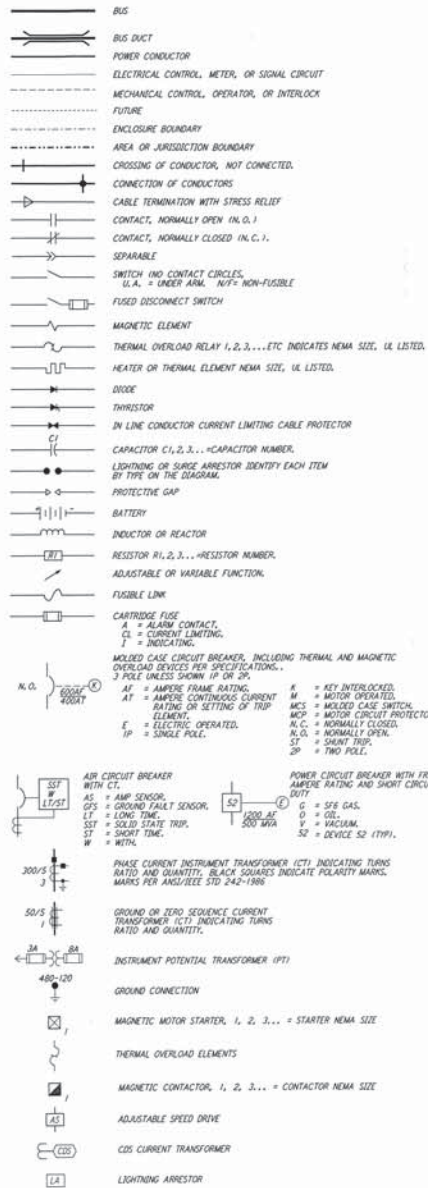 BUS
BUS DUCT
POWER CONDUCTOR
ELECTRICAL CONTROL, METER, OR SIGNAL CIRCUIT
MECHANICAL CONTROL, OPERATOR, OR INTERLOCK
FUTURE
ENCLOSURE BOUNDARY
AREA OR JURISDICTION BOUNDARY
CROSSING OF CONDUCTOR, NOT CONNECTED.
CONNECTION OF CONDUCTORS
CABLE TERMINATION WITH STRESS RELIEF
CONTACT, NORMALLY OPEN (N.O.)
CONTACT, NORMALLY CLOSED (N.C.).
SEPARABLE
SWITCH (NO CONTACT CIRCLES,
U.A. = UNDER ARM. N/F= NON-FUSIBLE
FUSED DISCONNECT SWITCH
MAGNETIC ELEMENT
THERMAL OVERLOAD RELAY 1,2,3,...ETC INDICATES NEMA SIZE, UL LISTED.
HEATER OR THERMAL ELEMENT NEMA SIZE, UL LISTED.
DIODE
THYRISTOR
IN LINE CONDUCTOR CURRENT LIMITING CABLE PROTECTOR
C1
CAPACITOR C1,2,3...=CAPACITOR NUMBER.
LIGHTNING OR SURGE ARRESTOR IDENTIFY EACH ITEM
BY TYPE ON THE DIAGRAM.
PROTECTIVE GAP
+ -
BATTERY
INDUCTOR OR REACTOR
R1
RESISTOR R1,2,3...=RESISTOR NUMBER.
ADJUSTABLE OR VARIABLE FUNCTION.
FUSIBLE LINK
CARTRIDGE FUSE
A = ALARM CONTACT.
CL = CURRENT LIMITING.
I = INDICATING.
MOLDED CASE CIRCUIT BREAKER, INCLUDING THERMAL AND MAGNETIC
OVERLOAD DEVICES PER SPECIFICATIONS..
3 POLE UNLESS SHOWN 1P OR 2P.
N.O.
600AF
400AT
K
AF = AMPERE FRAME RATING.
AT = AMPERE CONTINUOUS CURRENT
RATING OR SETTING OF TRIP
ELEMENT.
E = ELECTRIC OPERATED.
1P = SINGLE POLE.
K = KEY INTERLOCKED.
M = MOTOR OPERATED.
MCS = MOLDED CASE SWITCH.
MCP = MOTOR CIRCUIT PROTECTO
N.C. = NORMALLY CLOSED.
N.O. = NORMALLY OPEN.
ST = SHUNT TRIP.
2P = TWO POLE.
SST
W
LT/ST
AIR CIRCUIT BREAKER
WITH CT.
AS = AMP SENSOR.
GFS = GROUND FAULT SENSOR.
LT = LONG TIME.
SST = SOLID STATE TRIP.
ST = SHORT TIME.
W = WITH.
52
E
1200 AF
500 MVA
POWER CIRCUIT BREAKER WITH FR
AMPERE RATING AND SHORT CIRCU
DUTY
G = SF6 GAS.
O = OIL.
V = VACUUM.
52 = DEVICE 52 (TYP).
300/5
3
PHASE CURRENT INSTRUMENT TRANSFORMER (CT) INDICATING TURNS
RATIO AND QUANTITY. BLACK SQUARES INDICATE POLARITY MARKS.
MARKS PER ANSI/IEEE STD 242-1986
50/5
1
GROUND OR ZERO SEQUENCE CURRENT
TRANSFORMER (CT) INDICATING TURNS
RATIO AND QUANTITY.
3A 8A
INSTRUMENT POTENTIAL TRANSFORMER (PT)
480-120
GROUND CONNECTION
1
MAGNETIC MOTOR STARTER, 1, 2, 3... = STARTER NEMA SIZE
THERMAL OVERLOAD ELEMENTS
1
MAGNETIC CONTACTOR, 1, 2, 3... = CONTACTOR NEMA SIZE
AS
ADJUSTABLE SPEED DRIVE
CDS
CDS CURRENT TRANSFORMER
LA
LIGHTNING ARRESTOR